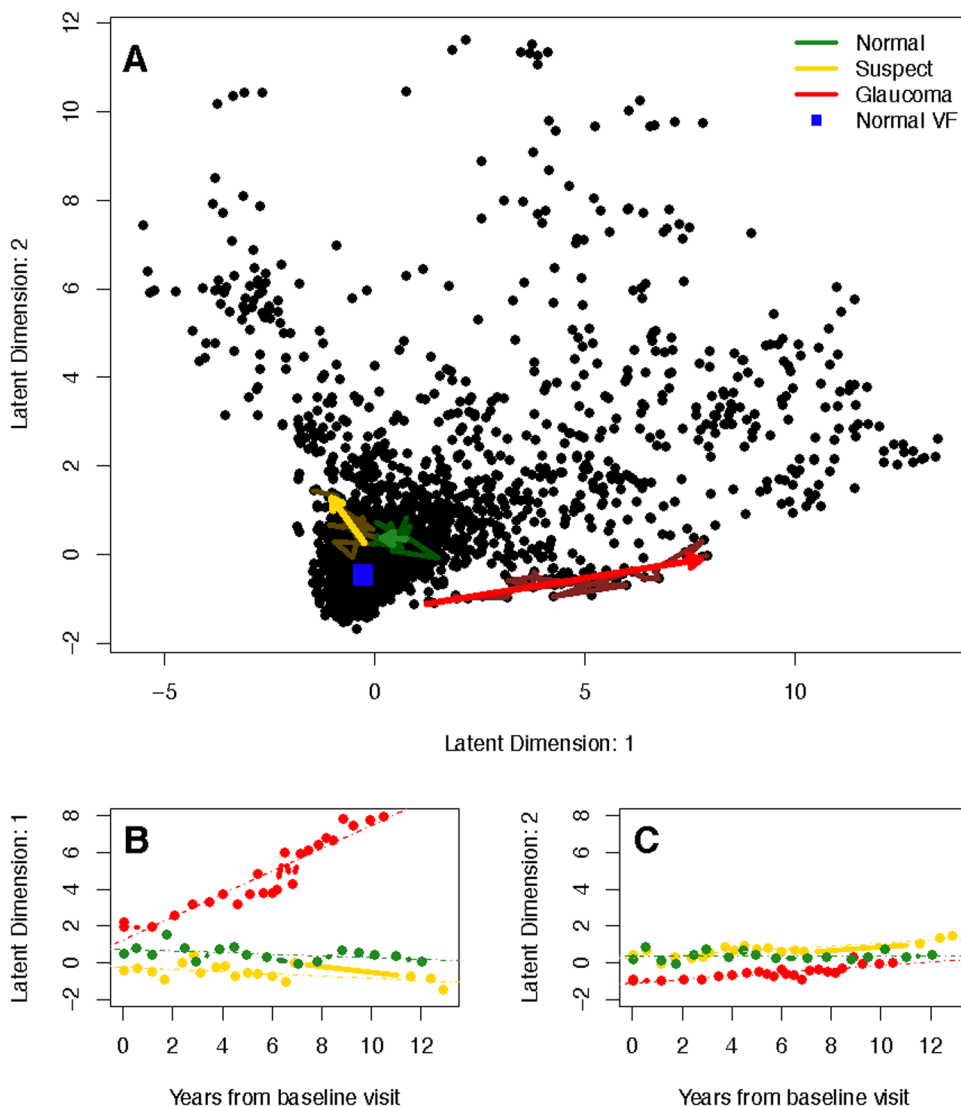 A
Normal
Suspect
Glaucoma
Normal VF
12
10
8
6
4
2
0
−2
Latent Dimension: 2
−5
0
5
10
Latent Dimension: 1
B
8
6
4
2
0
−2
Latent Dimension: 1
0
2
4
6
8
10
12
Years from baseline visit
C
8
6
4
2
0
−2
Latent Dimension: 2
0
2
4
6
8
10
12
Years from baseline visit